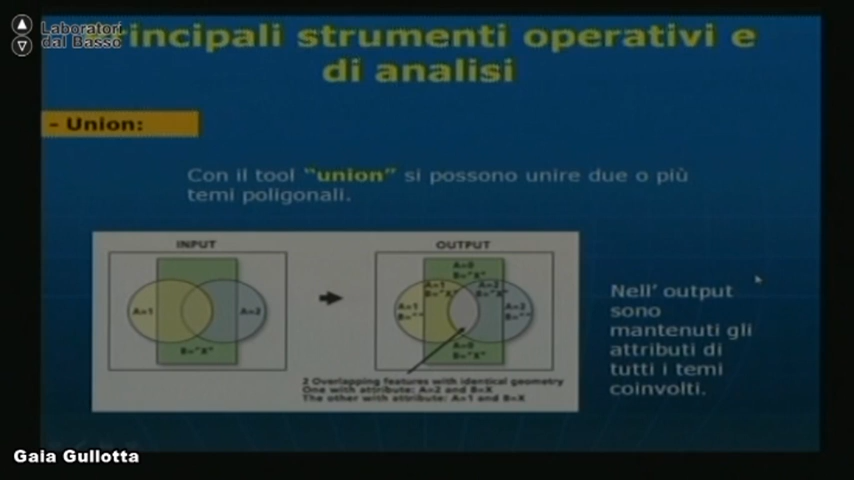 Laboratori
dal Basso
Principali strumenti operativi e
di analisi
– Union:
Con il tool “union” si possono unire due o più
temi poligonali.
INPUT
OUTPUT
A=1
A=2
B="X"
A=0
B="X"
A=1
B="X"
A=2
B="X"
A=1
B=""
A=2
B=""
A=0
B="X"
2 Overlapping features with identical geometry
One with attribute: A=2 and B=X
The other with attribute: A=1 and B=X
Nell’ output
sono
mantenuti gli
attributi di
tutti i temi
coinvolti.
Gaia Gullotta